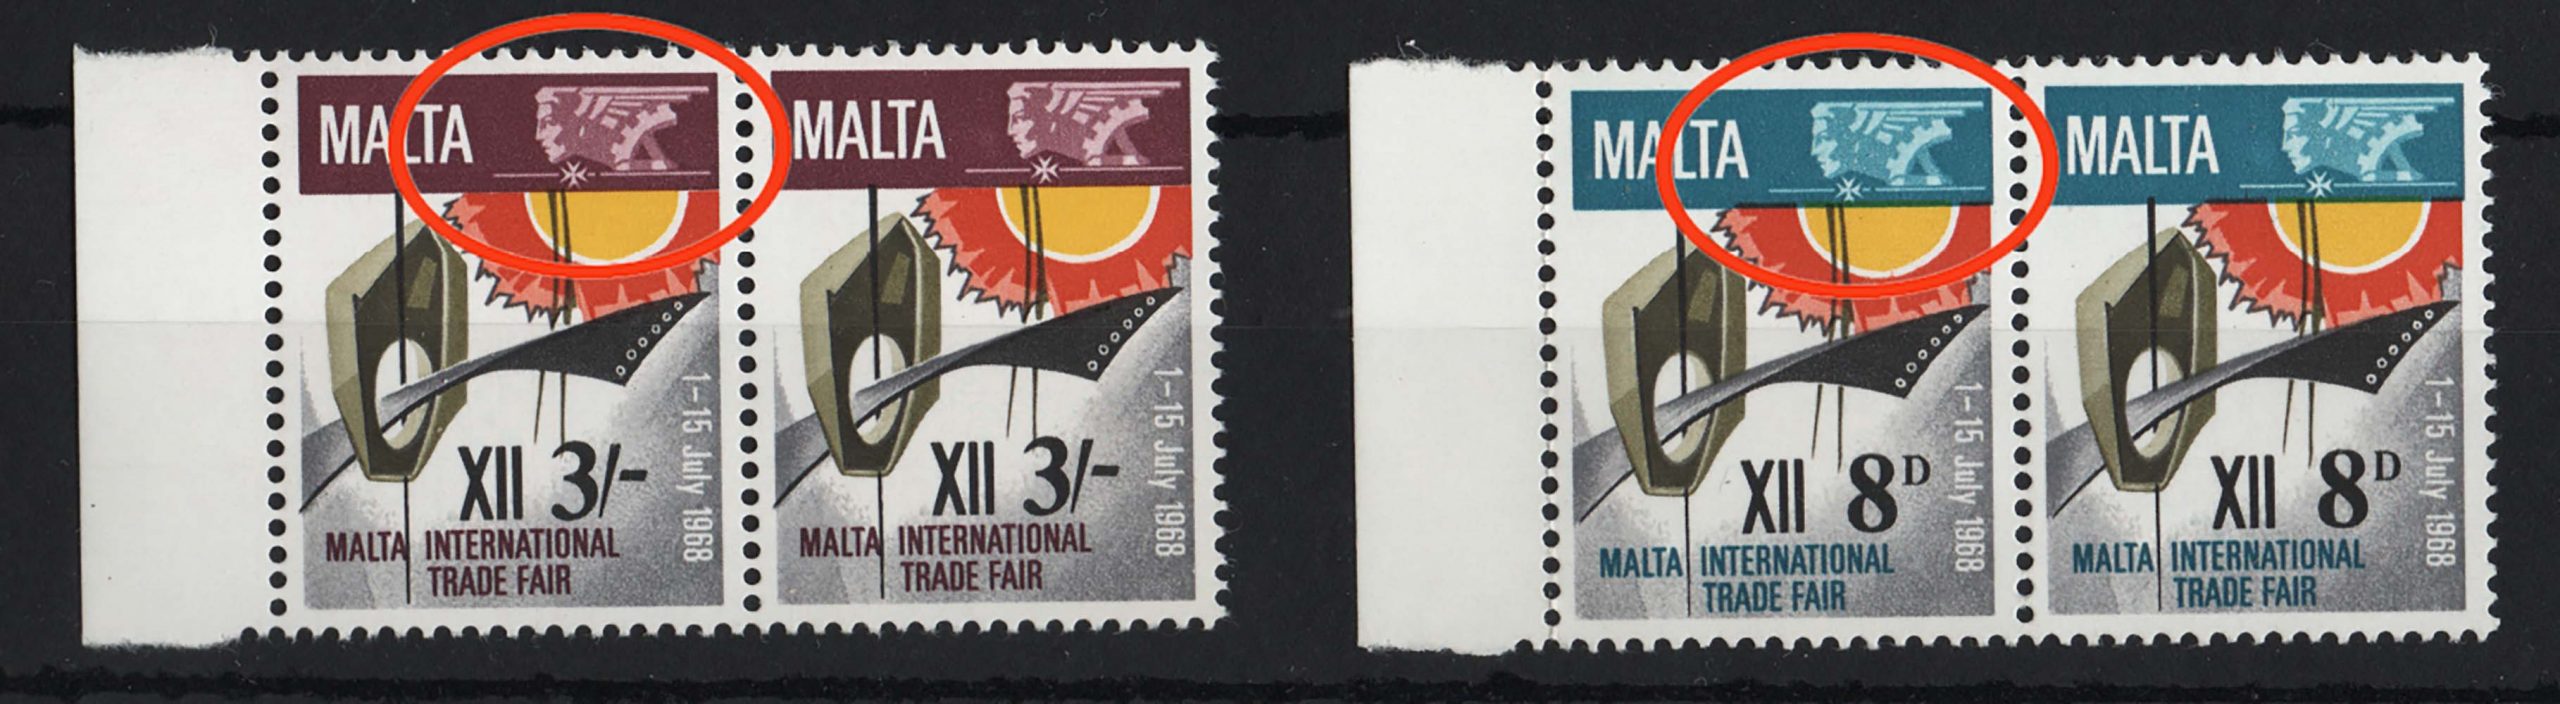 MALTA
XII 3/-
MALTA INTERNATIONAL
TRADE FAIR
1-15 July 1968
MALTA
XII 3/-
MALTA INTERNATIONAL
TRADE FAIR
1-15 July 1968
MALTA
XII 8D
MALTA INTERNATIONAL
TRADE FAIR
1-15 July 1968
MALTA
XII 8D
MALTA INTERNATIONAL
TRADE FAIR
1-15 July 1968